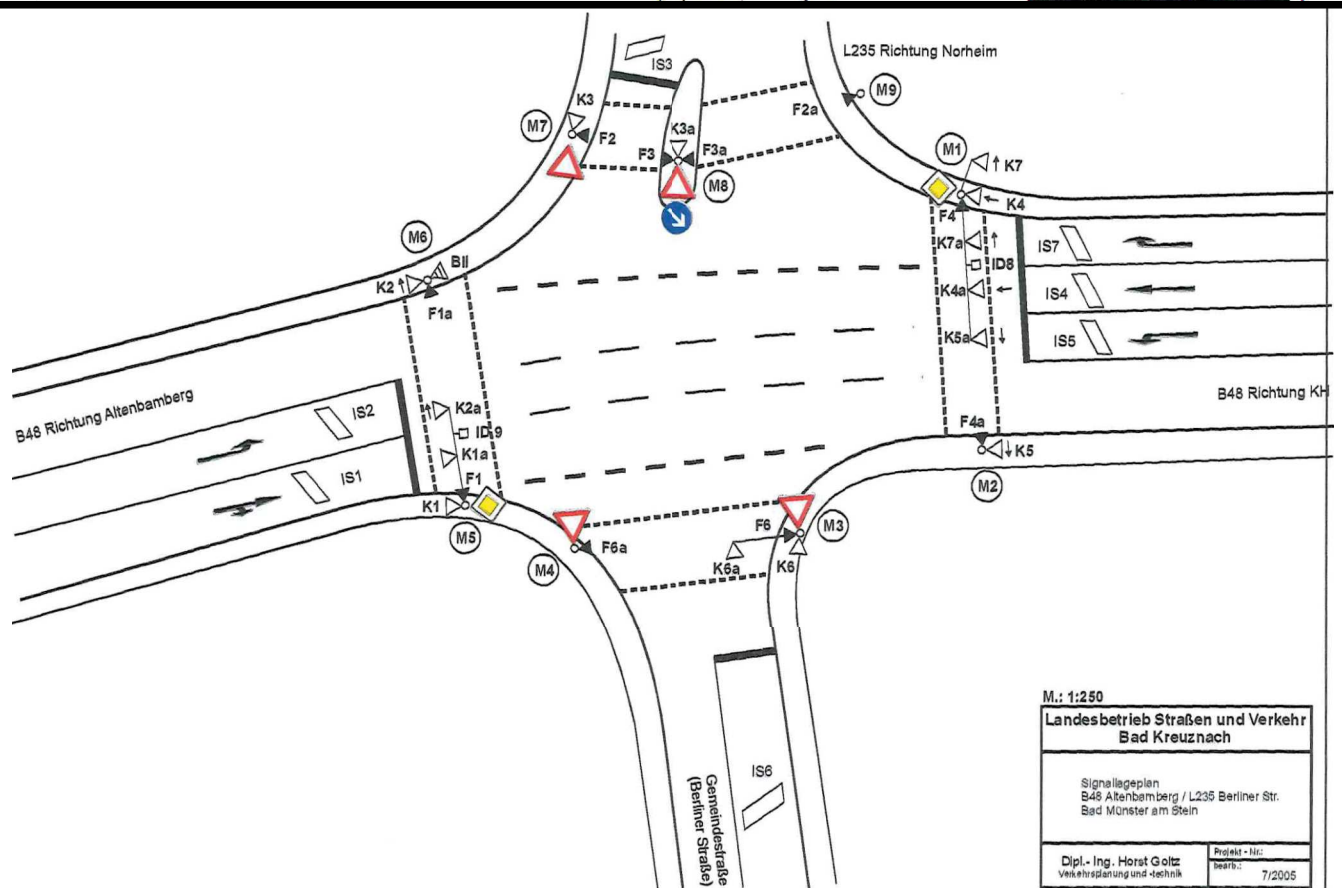 L235 Richtung Norheim
IS3
K3
M7
F2
K3a
F3
F3a
M8
F2a
M9
M1
K7
K4
F4
K7a
ID8
K4a
K5a
IS7
IS4
IS5
B48 Richtung KH
M6
K2
BII
F1a
B48 Richtung Altenbamberg
IS2
IS1
K2a
ID9
K1a
F1
K1
M5
F4a
K5
M2
M4
F6a
F6
M3
K6a
K6
IS6
Gemeindestraße
(Berliner Straße)
M.: 1:250
Landesbetrieb Straßen und Verkehr
Bad Kreuznach
Signallageplan
B48 Altenbamberg / L235 Berliner Str.
Bad Münster am Stein
Dipl.- Ing. Horst Goltz
Verkehrsplanung und -technik
Projekt - Nr.:
bearb.:
7/2005